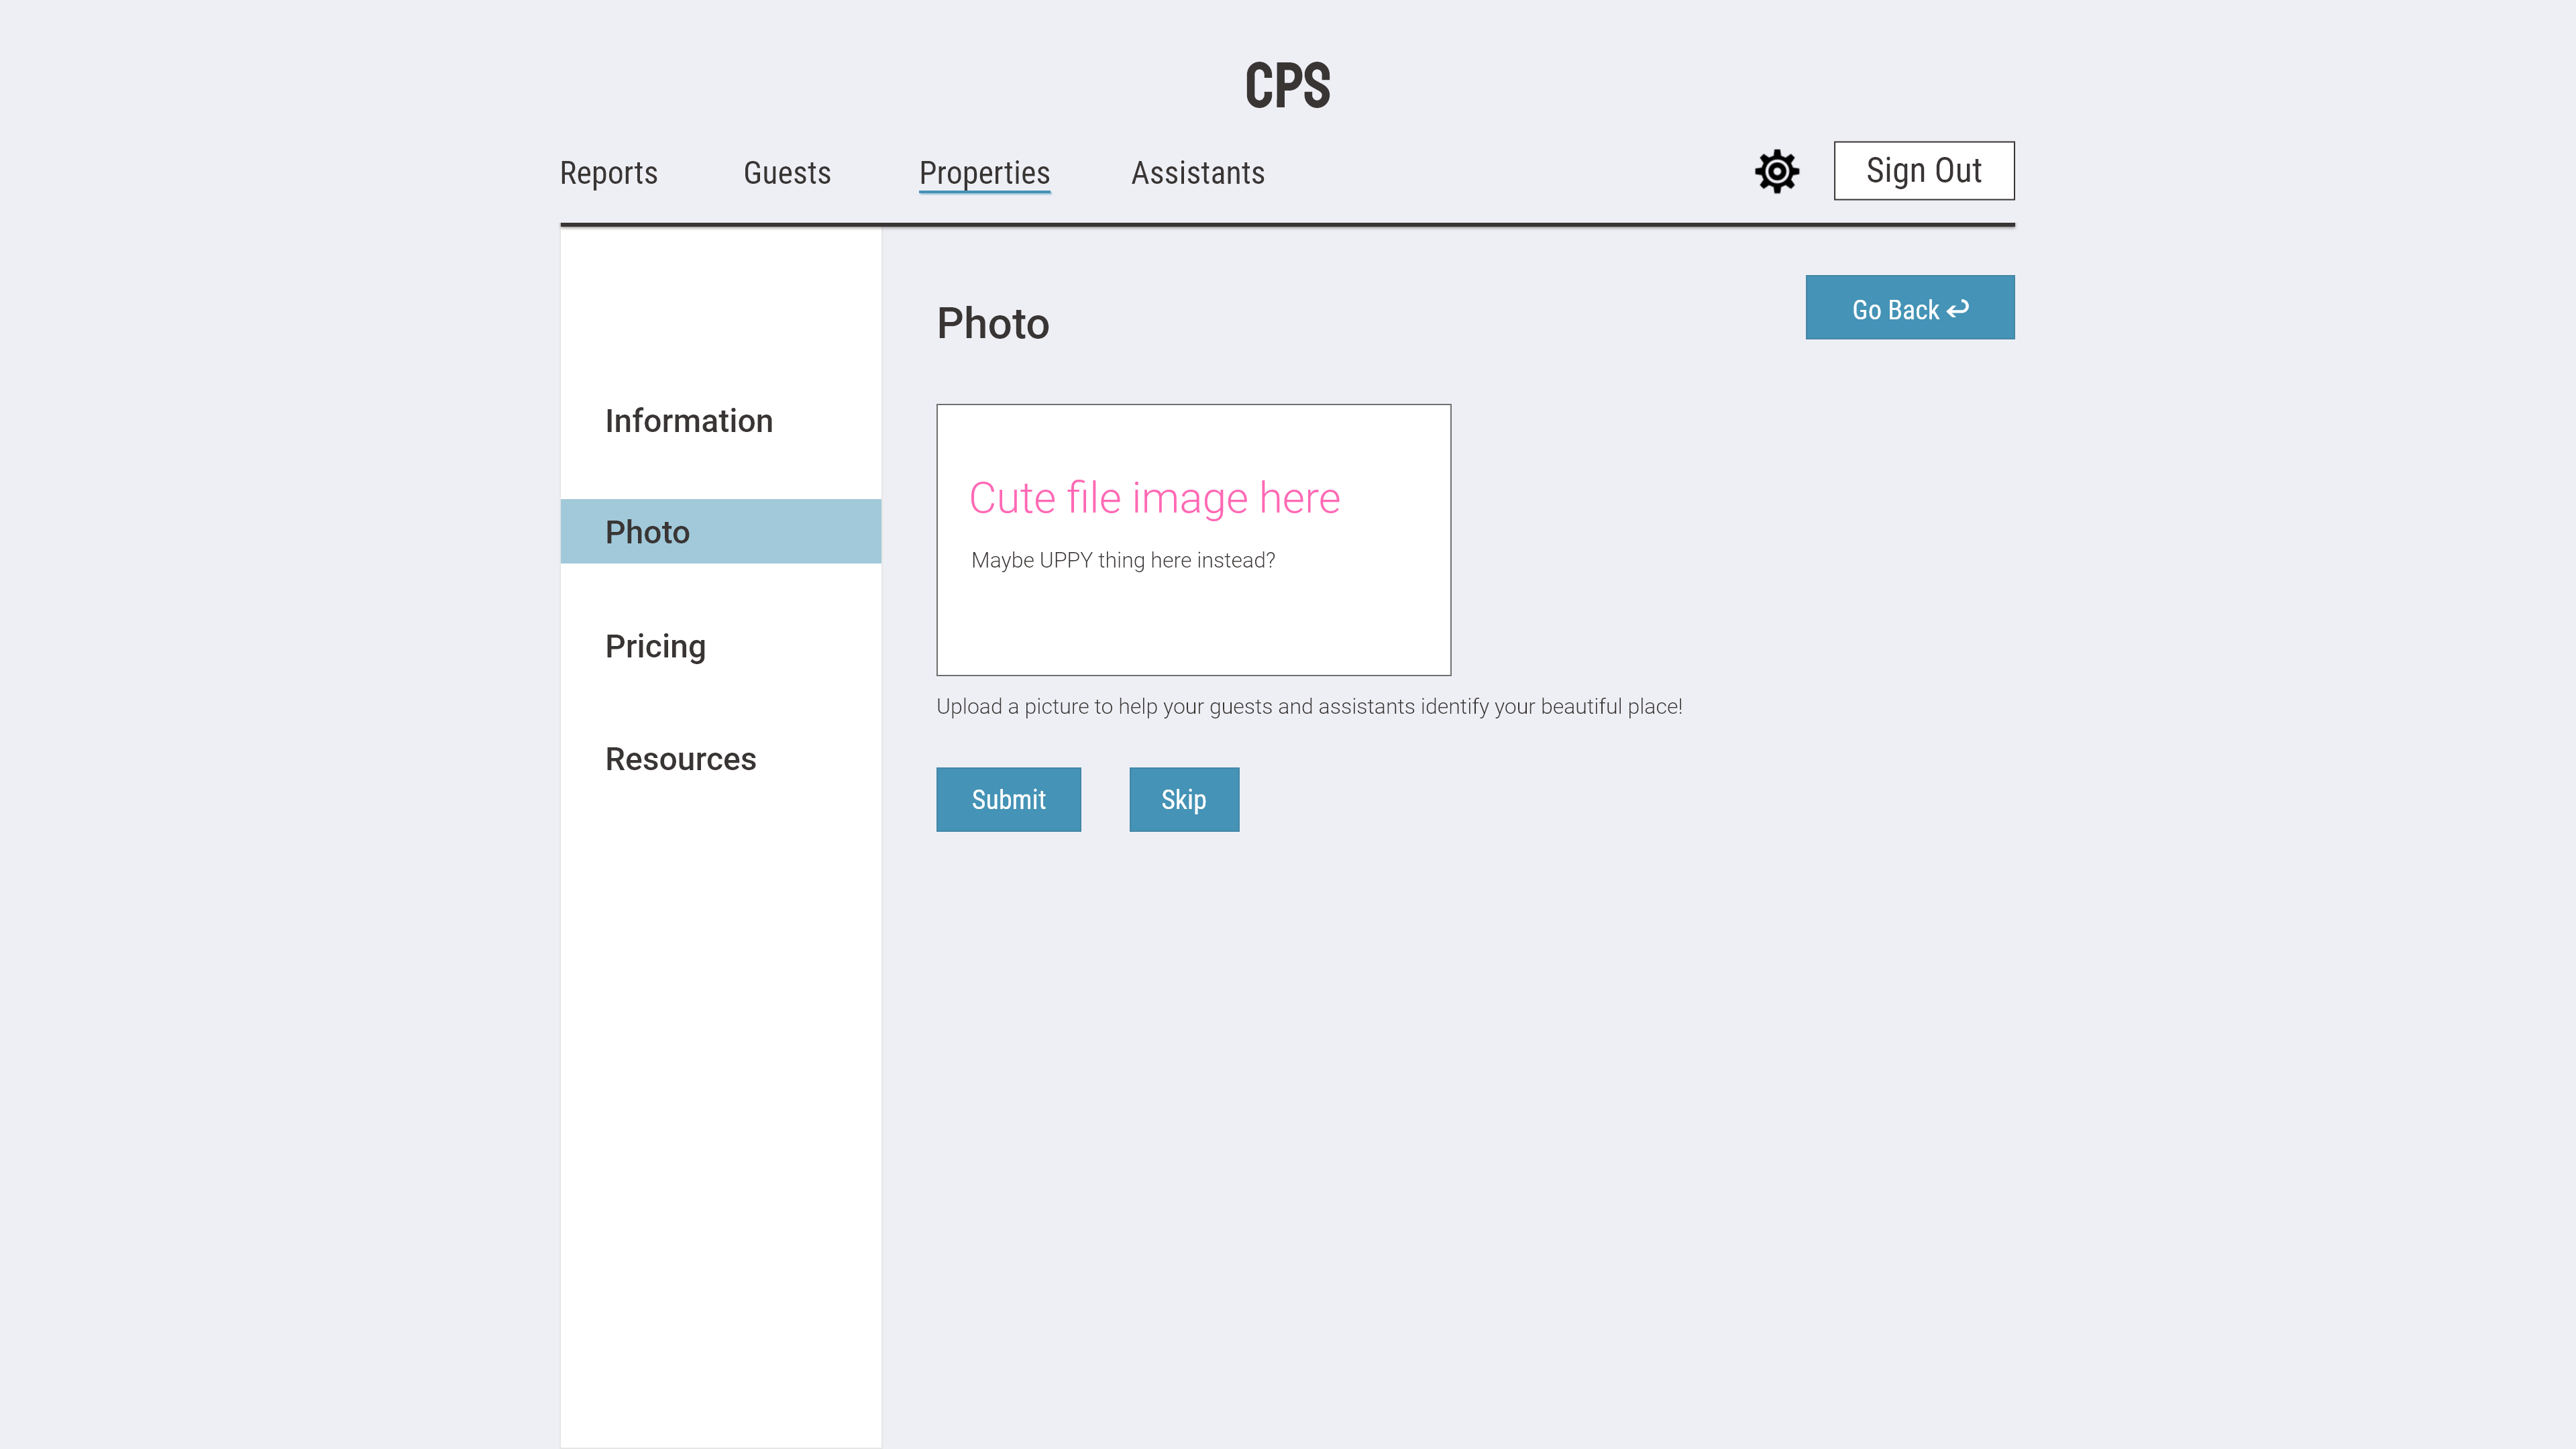 CPS
Reports Guests Properties Assistants Sign Out
Go Back
Photo
Information
Photo
Pricing
Resources
Cute file image here
Maybe UPPY thing here instead?
Upload a picture to help your guests and assistants identify your beautiful place!
Submit Skip